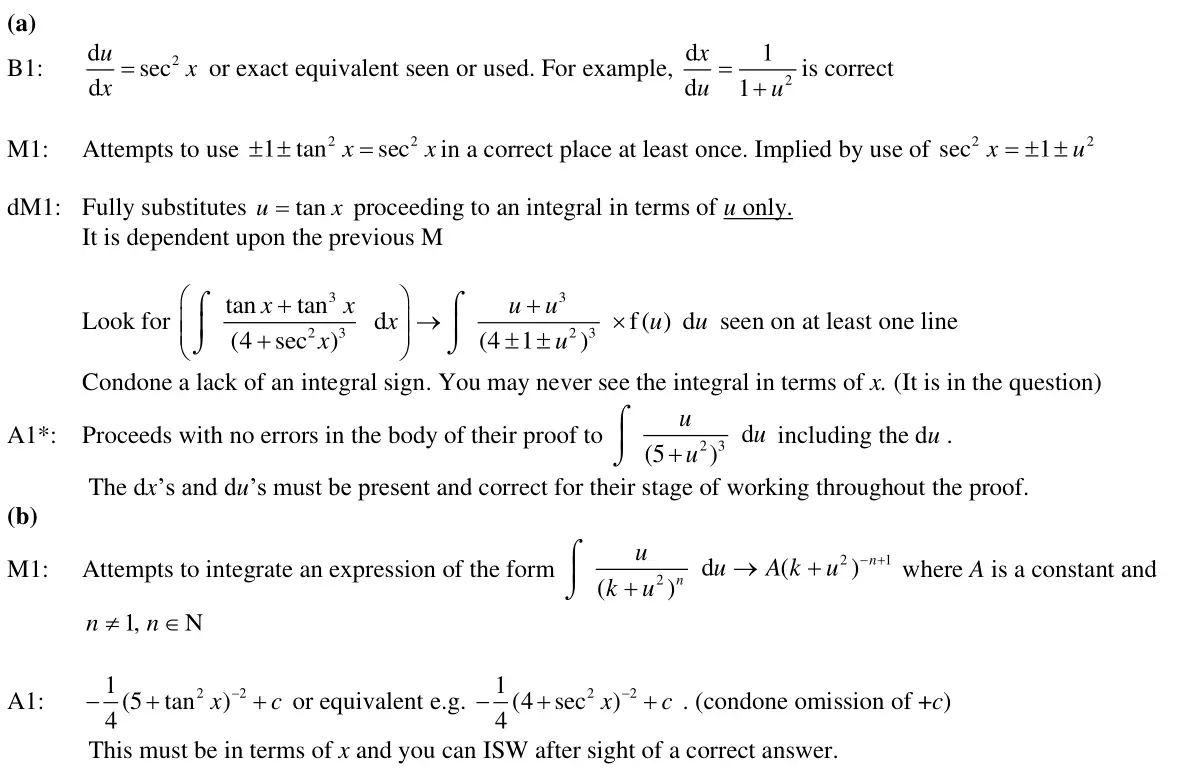 (a)
B1: du/dx = sec² x or exact equivalent seen or used. For example, dx/du = 1/(1+u²) is correct
M1: Attempts to use ±1± tan² x = sec² x in a correct place at least once. Implied by use of sec² x = ±1± u²
dM1: Fully substitutes u = tan x proceeding to an integral in terms of u only.
It is dependent upon the previous M
Look for (∫ (tan x + tan³ x)/(4 + sec² x)³ dx) → ∫ (u + u³)/(4 ±1± u²)³ × f(u) du seen on at least one line
Condone a lack of an integral sign. You may never see the integral in terms of x. (It is in the question)
A1*: Proceeds with no errors in the body of their proof to ∫ u/(5+u²)³ du including the du .
The dx’s and du’s must be present and correct for their stage of working throughout the proof.
(b)
M1: Attempts to integrate an expression of the form ∫ u/(k + u²)ⁿ du → A(k + u²)⁻ⁿ⁺¹ where A is a constant and
n ≠ 1, n ∈ N
A1: −1/4(5 + tan² x)⁻² + c or equivalent e.g. −1/4(4 + sec² x)⁻² + c . (condone omission of +c)
This must be in terms of x and you can ISW after sight of a correct answer.